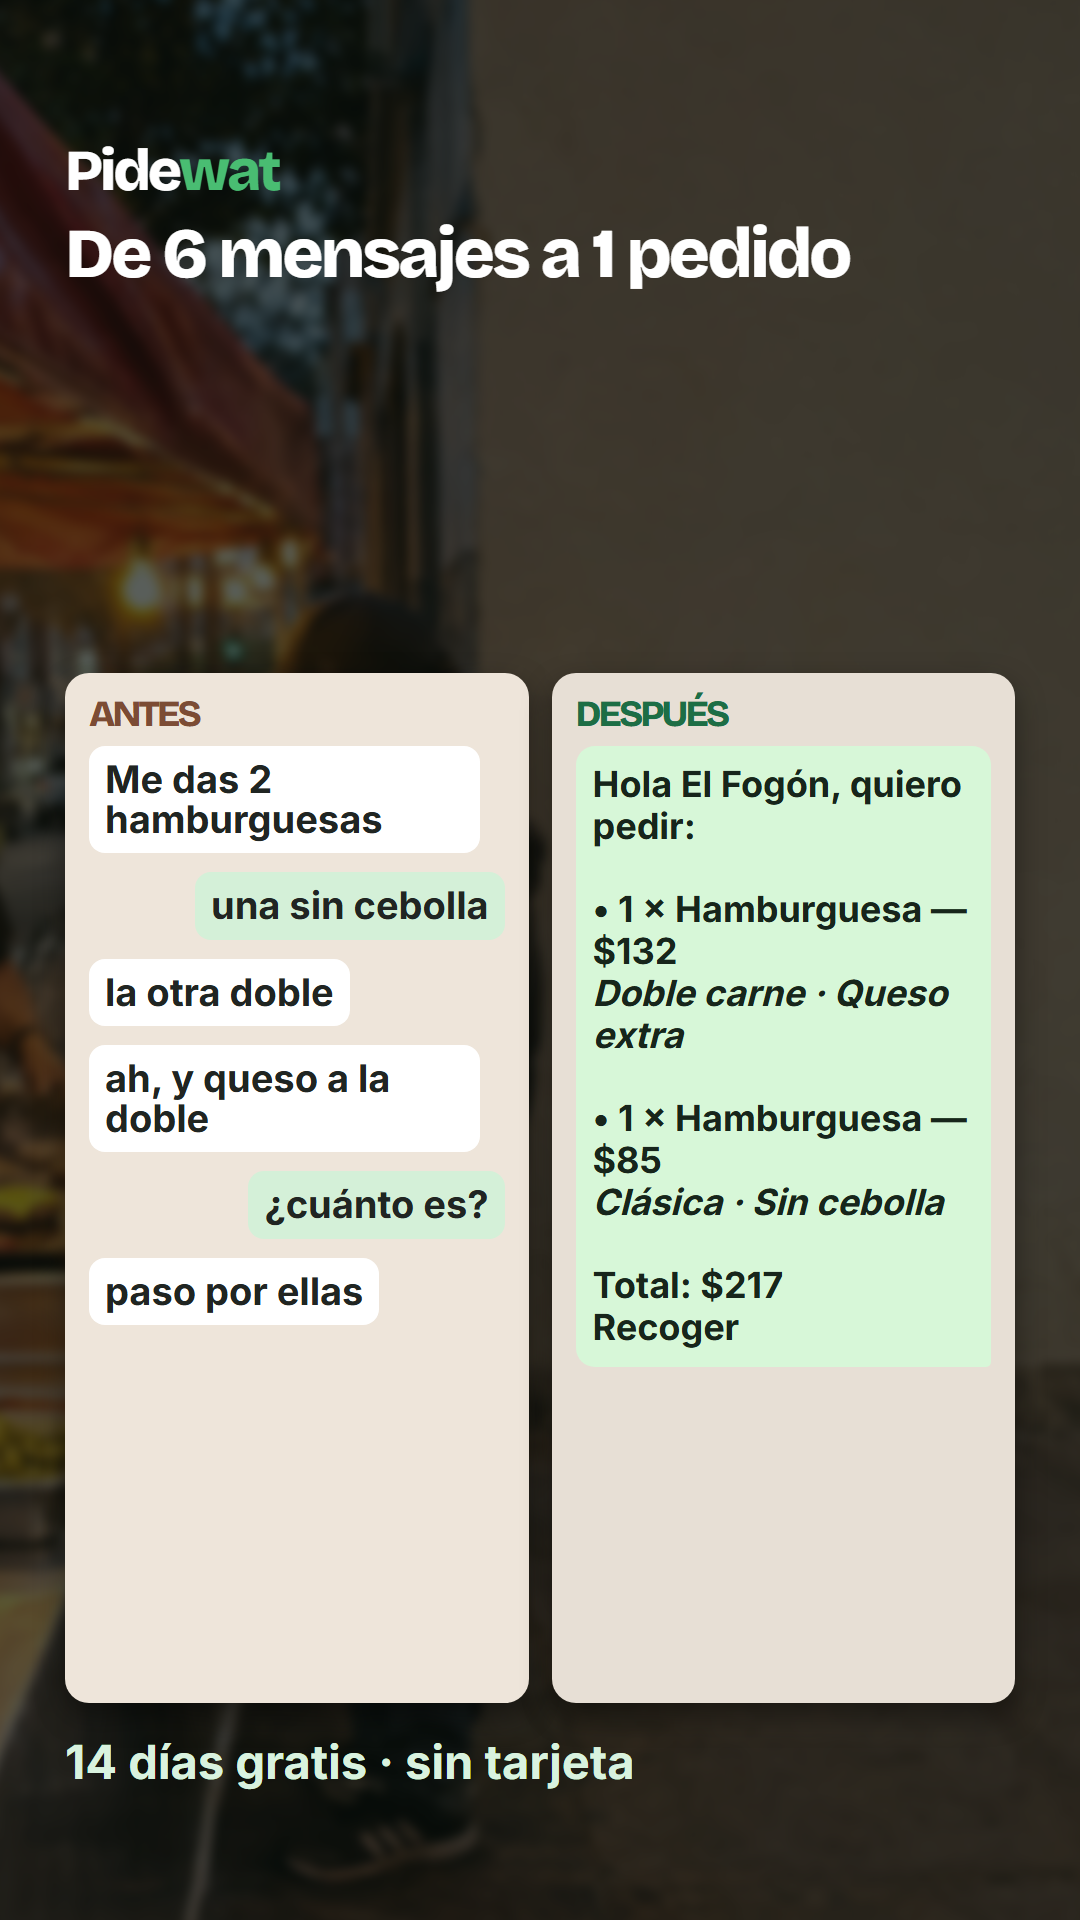 Pidewat
De 6 mensajes a 1 pedido
ANTES
Me das 2
hamburguesas
una sin cebolla
la otra doble
ah, y queso a la
doble
¿cuánto es?
paso por ellas
DESPUÉS
Hola El Fogón, quiero
pedir:
• 1 × Hamburguesa —
$132
Doble carne · Queso
extra
• 1 × Hamburguesa —
$85
Clásica · Sin cebolla
Total: $217
Recoger
14 días gratis · sin tarjeta